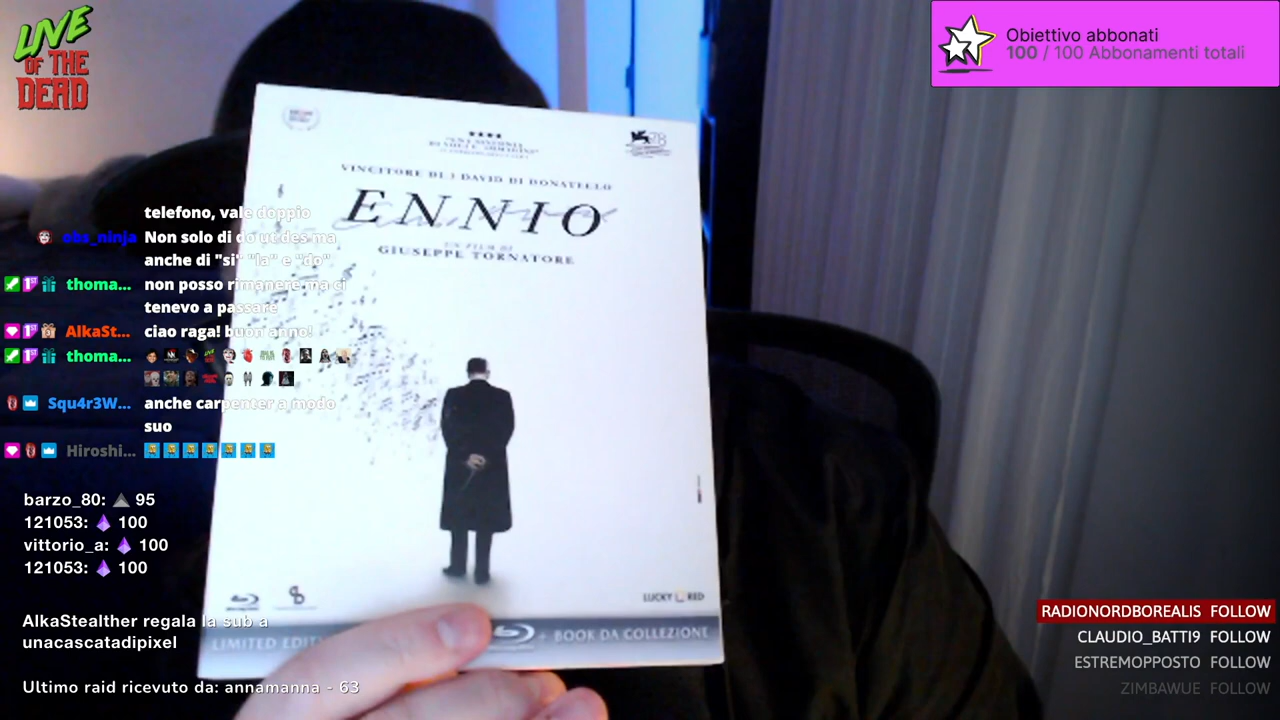 LIVE
OF THE
DEAD
Obiettivo abbonati
100 / 100 Abbonamenti totali
78
VINCITORE DI 3 DAVID DI DONATELLO
ENNIO
UN FILM DI
GIUSEPPE TORNATORE
LUCKY RED
LIMITED
+ BOOK DA COLLEZIONE
telefono, vale doppio
obs_ninja Non solo di do ut des ma
anche di "si" "la" e "do"
thoma... non posso rimanere ma ci
tenevo a passare
AlkaSt... ciao raga! buon anno!
thoma...
Squ4r3W... anche carpenter a modo
suo
Hiroshi...
barzo_80: 95
121053: 100
vittorio_a: 100
121053: 100
AlkaStealther regala la sub a
unacascatadipixel
Ultimo raid ricevuto da: annamanna - 63
RADIONORDBOREALIS FOLLOW
CLAUDIO_BATTI9 FOLLOW
ESTREMOPPOSTO FOLLOW
ZIMBAWUE FOLLOW